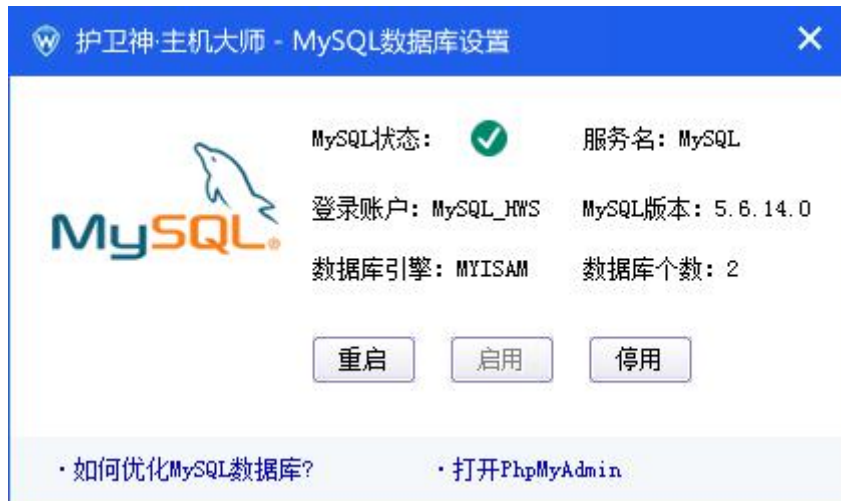 护卫神·主机大师 - MySQL数据库设置
MySQL状态： 服务名：MySQL
MySQL®
登录账户：MySQL_HWS MySQL版本：5.6.14.0
数据库引擎：MYISAM 数据库个数：2
重启 启用 停用
·如何优化MySQL数据库? ·打开PhpMyAdmin